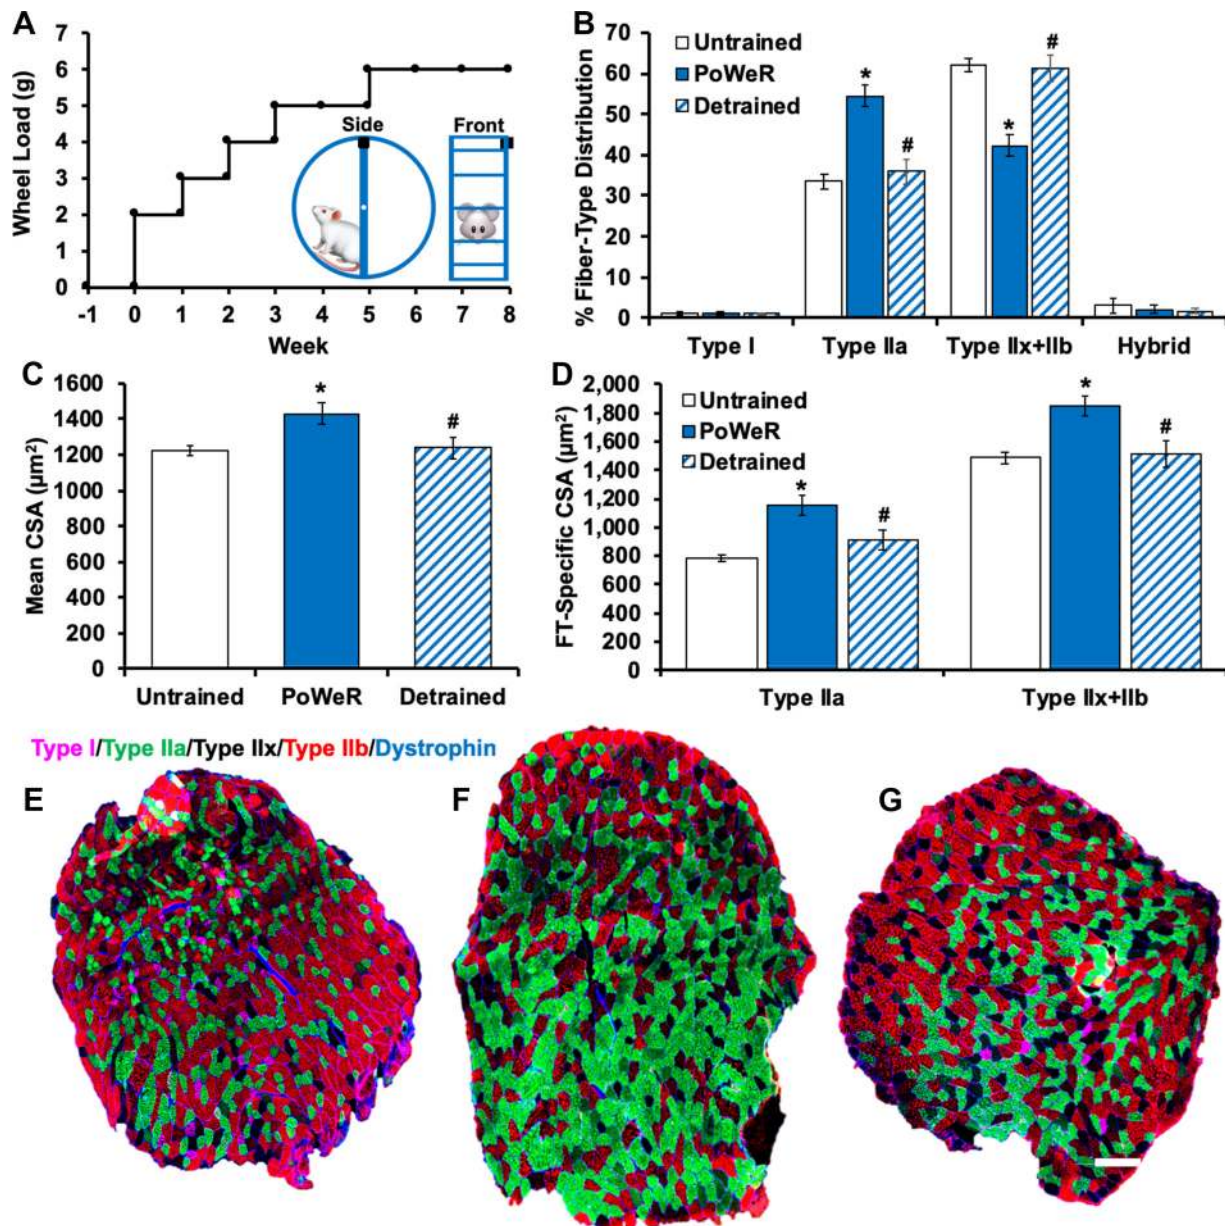 A
Wheel Load (g)
7
6
5
4
3
2
1
0
-1 0 1 2 3 4 5 6 7 8
Week
Side Front
B
% Fiber-Type Distribution
70
60
50
40
30
20
10
0
Untrained
PoWeR
Detrained
* # * #
Type I Type IIa Type IIx+IIb Hybrid
C
Mean CSA (µm²)
1600
1400
1200
1000
800
600
400
200
0
* #
Untrained PoWeR Detrained
D
FT-Specific CSA (µm²)
2,000
1,800
1,600
1,400
1,200
1,000
800
600
400
200
0
Untrained
PoWeR
Detrained
* # * #
Type IIa Type IIx+IIb
Type I/Type IIa/Type IIx/Type IIb/Dystrophin
E F G